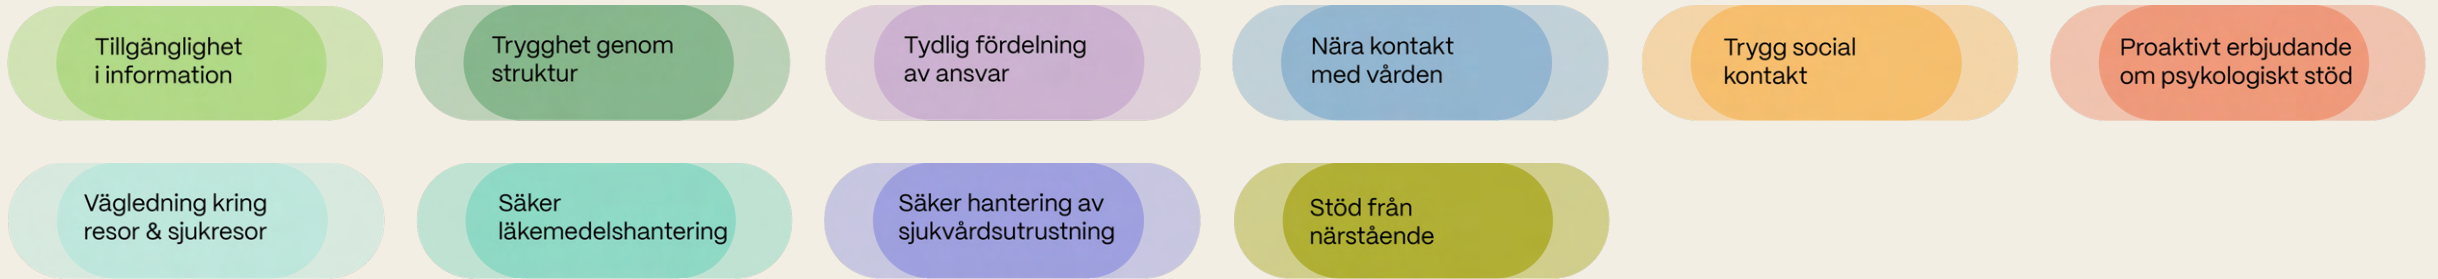 Tillgänglighet
i information
Trygghet genom
struktur
Tydlig fördelning
av ansvar
Nära kontakt
med vården
Trygg social
kontakt
Proaktivt erbjudande
om psykologiskt stöd
Vägledning kring
resor & sjukresor
Säker
läkemedelshantering
Säker hantering av
sjukvårdsutrustning
Stöd från
närstående